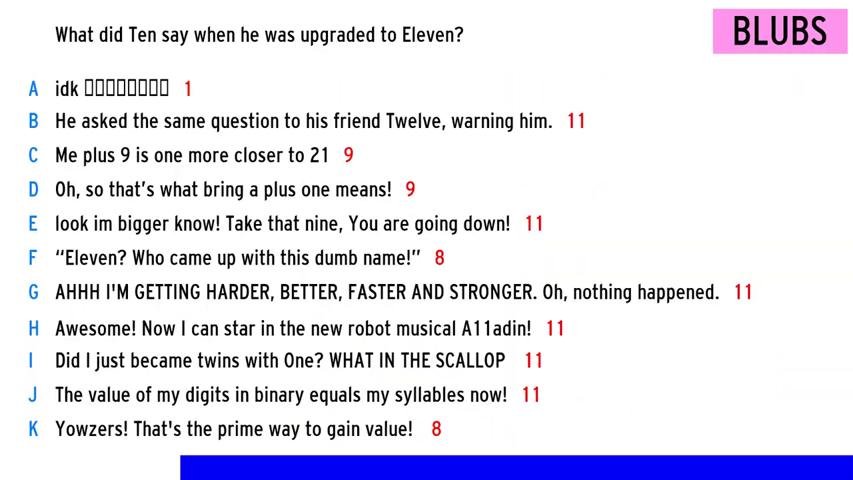 What did Ten say when he was upgraded to Eleven?
BLUBS
A idk 1
B He asked the same question to his friend Twelve, warning him. 11
C Me plus 9 is one more closer to 21 9
D Oh, so that's what bring a plus one means! 9
E look im bigger know! Take that nine, You are going down! 11
F “Eleven? Who came up with this dumb name!” 8
G AHHH I'M GETTING HARDER, BETTER, FASTER AND STRONGER. Oh, nothing happened. 11
H Awesome! Now I can star in the new robot musical A11adin! 11
I Did I just became twins with One? WHAT IN THE SCALLOP 11
J The value of my digits in binary equals my syllables now! 11
K Yowzers! That's the prime way to gain value! 8